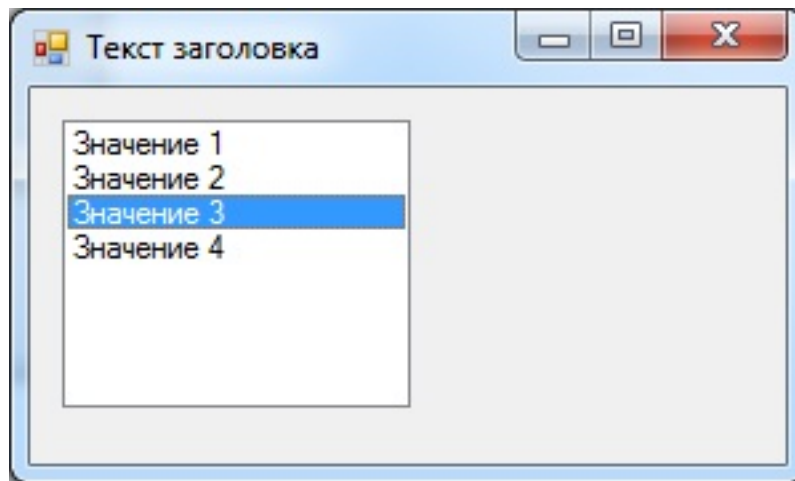 Текст заголовка
Значение 1
Значение 2
Значение 3
Значение 4